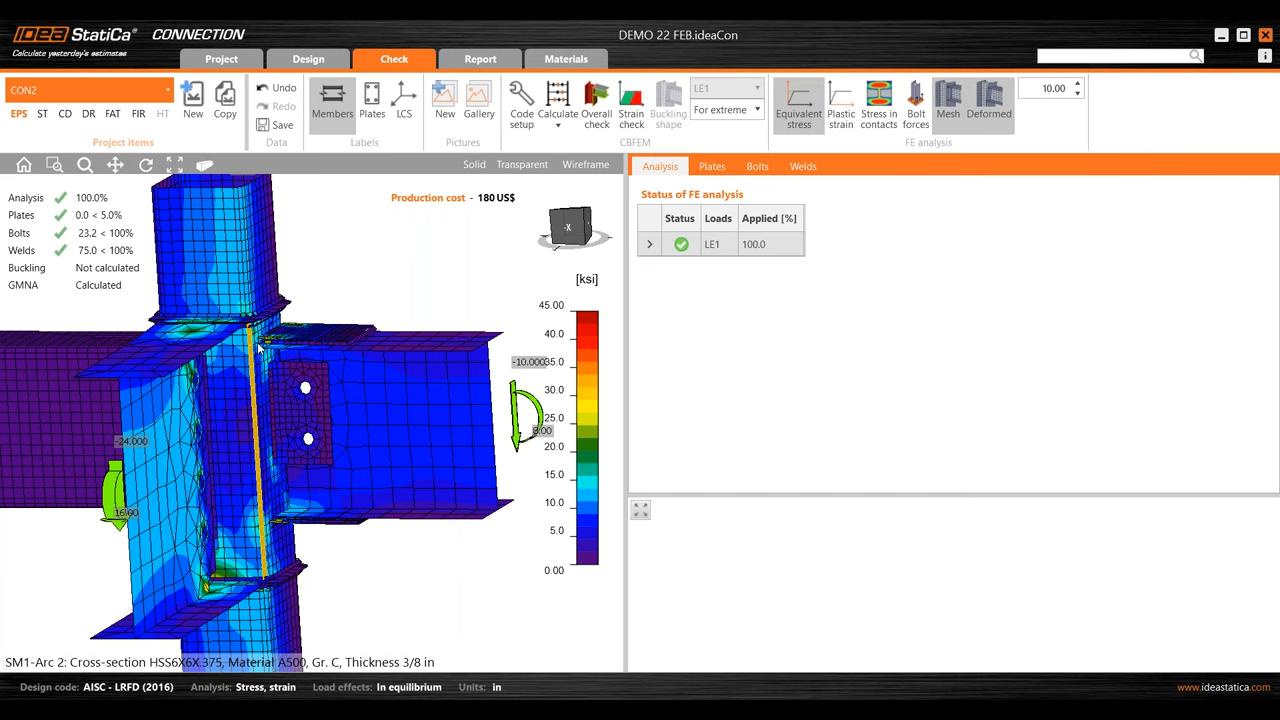 IDEA StatiCa® CONNECTION
Calculate yesterday's estimates
DEMO 22 FEB.ideaCon
Project Design Check Report Materials
CON2
EPS ST CD DR FAT FIR HT
New Copy
Project items
Undo
Redo
Save
Data
Members Plates LCS
Labels
New Gallery
Pictures
Code setup
Calculate
Overall check
Strain check
Buckling shape
LE1
For extreme
CBFEM
Equivalent stress
Plastic strain
Stress in contacts
Bolt forces
Mesh
Deformed
10.00
FE analysis
Solid Transparent Wireframe
Analysis 100.0%
Plates 0.0 < 5.0%
Bolts 23.2 < 100%
Welds 75.0 < 100%
Buckling Not calculated
GMNA Calculated
Production cost - 180 US$
-X
[ksi]
45.00
40.0
35.0
30.0
25.0
20.0
15.0
10.0
5.0
0.00
-10.000
8.00
-24.000
16.00
SM1-Arc 2: Cross-section HSS6X6X.375, Material A500, Gr. C, Thickness 3/8 in
Analysis Plates Bolts Welds
Status of FE analysis
Status Loads Applied [%]
LE1 100.0
Design code: AISC - LRFD (2016) Analysis: Stress, strain Load effects: In equilibrium Units: in
www.ideastatica.com